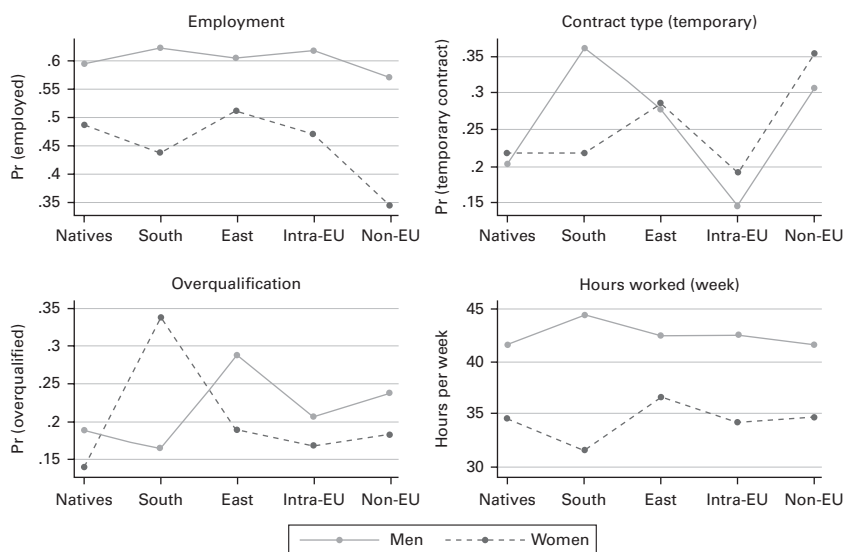 Employment
Pr (employed)
.6
.55
.5
.45
.4
.35
Natives South East Intra-EU Non-EU
Contract type (temporary)
Pr (temporary contract)
.35
.3
.25
.2
.15
Natives South East Intra-EU Non-EU
Overqualification
Pr (overqualified)
.35
.3
.25
.2
.15
Natives South East Intra-EU Non-EU
Hours worked (week)
Hours per week
45
40
35
30
Natives South East Intra-EU Non-EU
Men Women